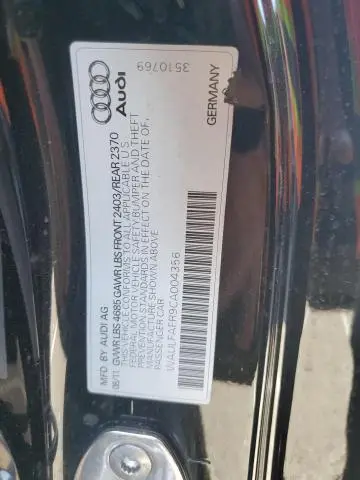 Audi
MFD. BY AUDI AG
08/11 GVWR LBS 4685 GAWR LBS FRONT 2403/REAR 2370
THIS VEHICLE CONFORMS TO ALL APPLICABLE U.S.
FEDERAL MOTOR VEHICLE SAFETY, BUMPER AND THEFT
PREVENTION STANDARDS IN EFFECT ON THE DATE OF
MANUFACTURE SHOWN ABOVE
PASSENGER CAR
WAULFAFR9CA004356
3510769
GERMANY